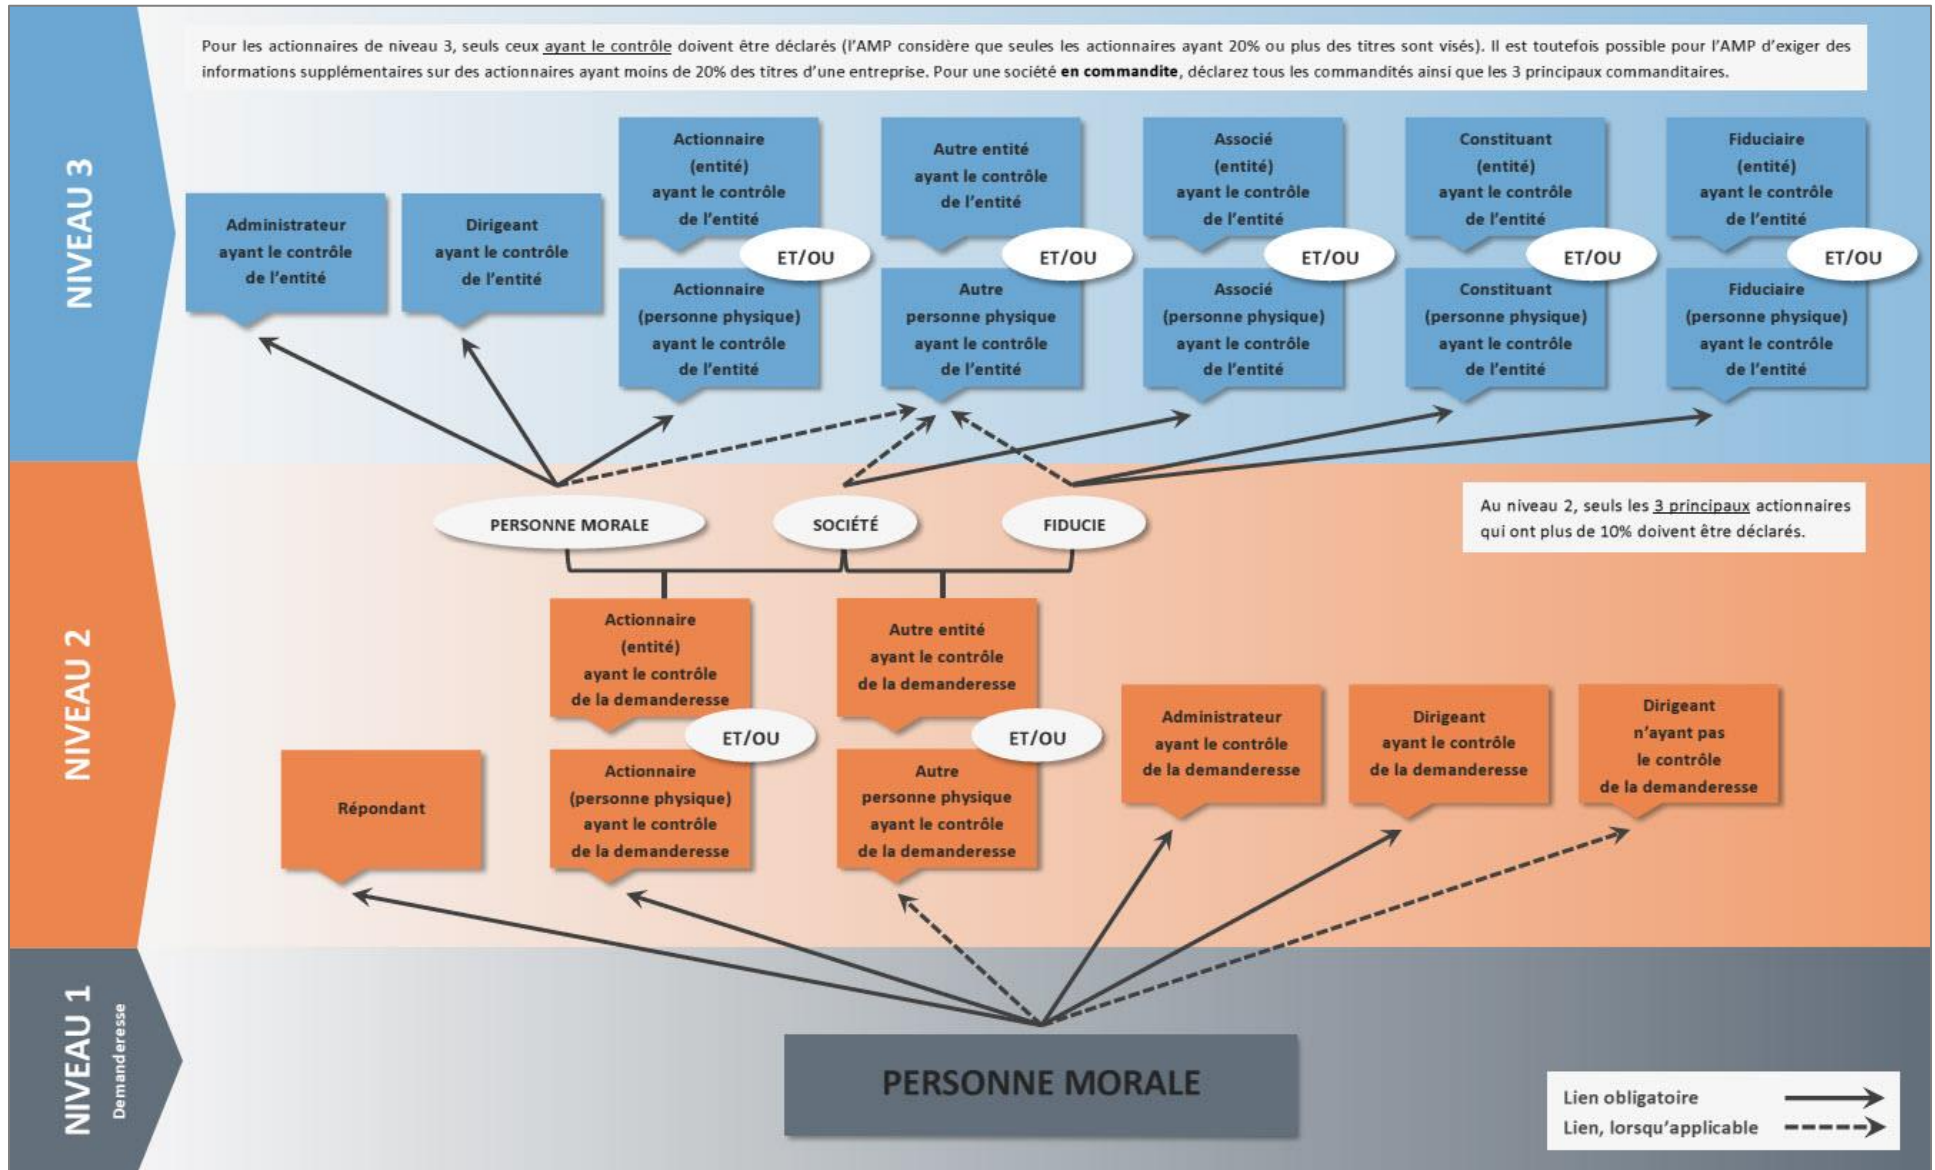 NIVEAU 3
Pour les actionnaires de niveau 3, seuls ceux ayant le contrôle doivent être déclarés (l’AMP considère que seules les actionnaires ayant 20% ou plus des titres sont visés). Il est toutefois possible pour l’AMP d’exiger des
informations supplémentaires sur des actionnaires ayant moins de 20% des titres d’une entreprise. Pour une société en commandite, déclarez tous les commandités ainsi que les 3 principaux commanditaires.
Administrateur
ayant le contrôle
de l’entité
Dirigeant
ayant le contrôle
de l’entité
Actionnaire
(entité)
ayant le contrôle
de l’entité
ET/OU
Actionnaire
(personne physique)
ayant le contrôle
de l’entité
Autre entité
ayant le contrôle
de l’entité
ET/OU
Autre
personne physique
ayant le contrôle
de l’entité
Associé
(entité)
ayant le contrôle
de l’entité
ET/OU
Associé
(personne physique)
ayant le contrôle
de l’entité
Constituant
(entité)
ayant le contrôle
de l’entité
ET/OU
Constituant
(personne physique)
ayant le contrôle
de l’entité
Fiduciaire
(entité)
ayant le contrôle
de l’entité
ET/OU
Fiduciaire
(personne physique)
ayant le contrôle
de l’entité
NIVEAU 2
PERSONNE MORALE
SOCIÉTÉ
FIDUCIE
Au niveau 2, seuls les 3 principaux actionnaires
qui ont plus de 10% doivent être déclarés.
Répondant
Actionnaire
(entité)
ayant le contrôle
de la demanderesse
ET/OU
Actionnaire
(personne physique)
ayant le contrôle
de la demanderesse
Autre entité
ayant le contrôle
de la demanderesse
ET/OU
Autre
personne physique
ayant le contrôle
de la demanderesse
Administrateur
ayant le contrôle
de la demanderesse
Dirigeant
ayant le contrôle
de la demanderesse
Dirigeant
n’ayant pas
le contrôle
de la demanderesse
NIVEAU 1
Demanderesse
PERSONNE MORALE
Lien obligatoire
Lien, lorsqu’applicable